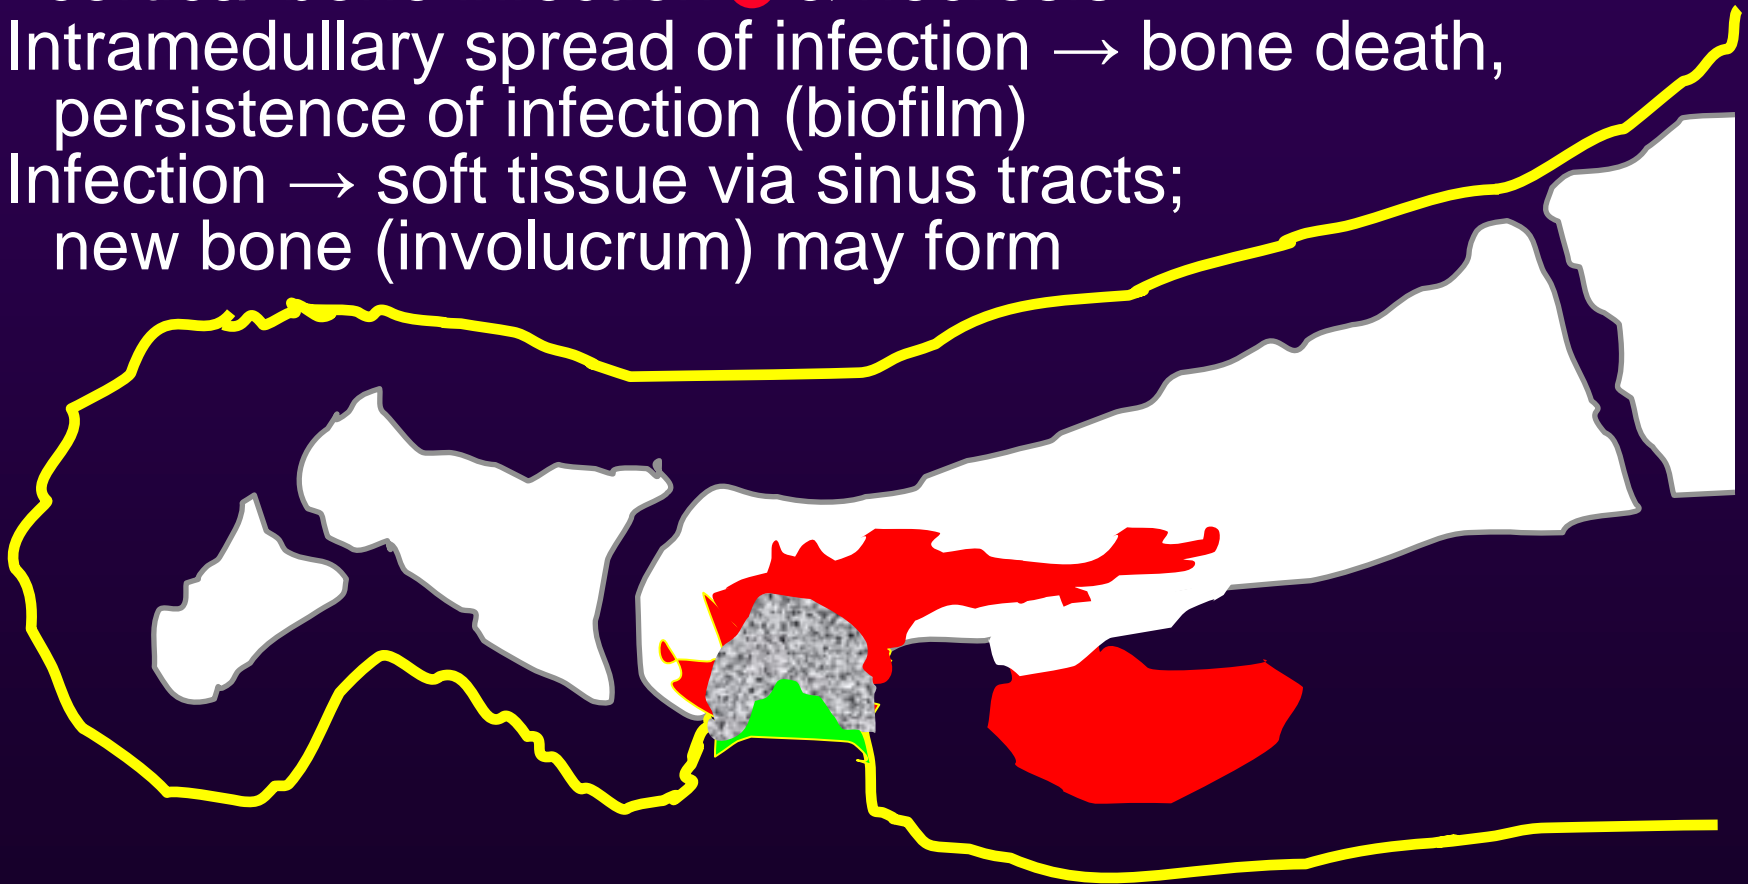 Intramedullary spread of infection → bone death,
persistence of infection (biofilm)
Infection → soft tissue via sinus tracts;
new bone (involucrum) may form